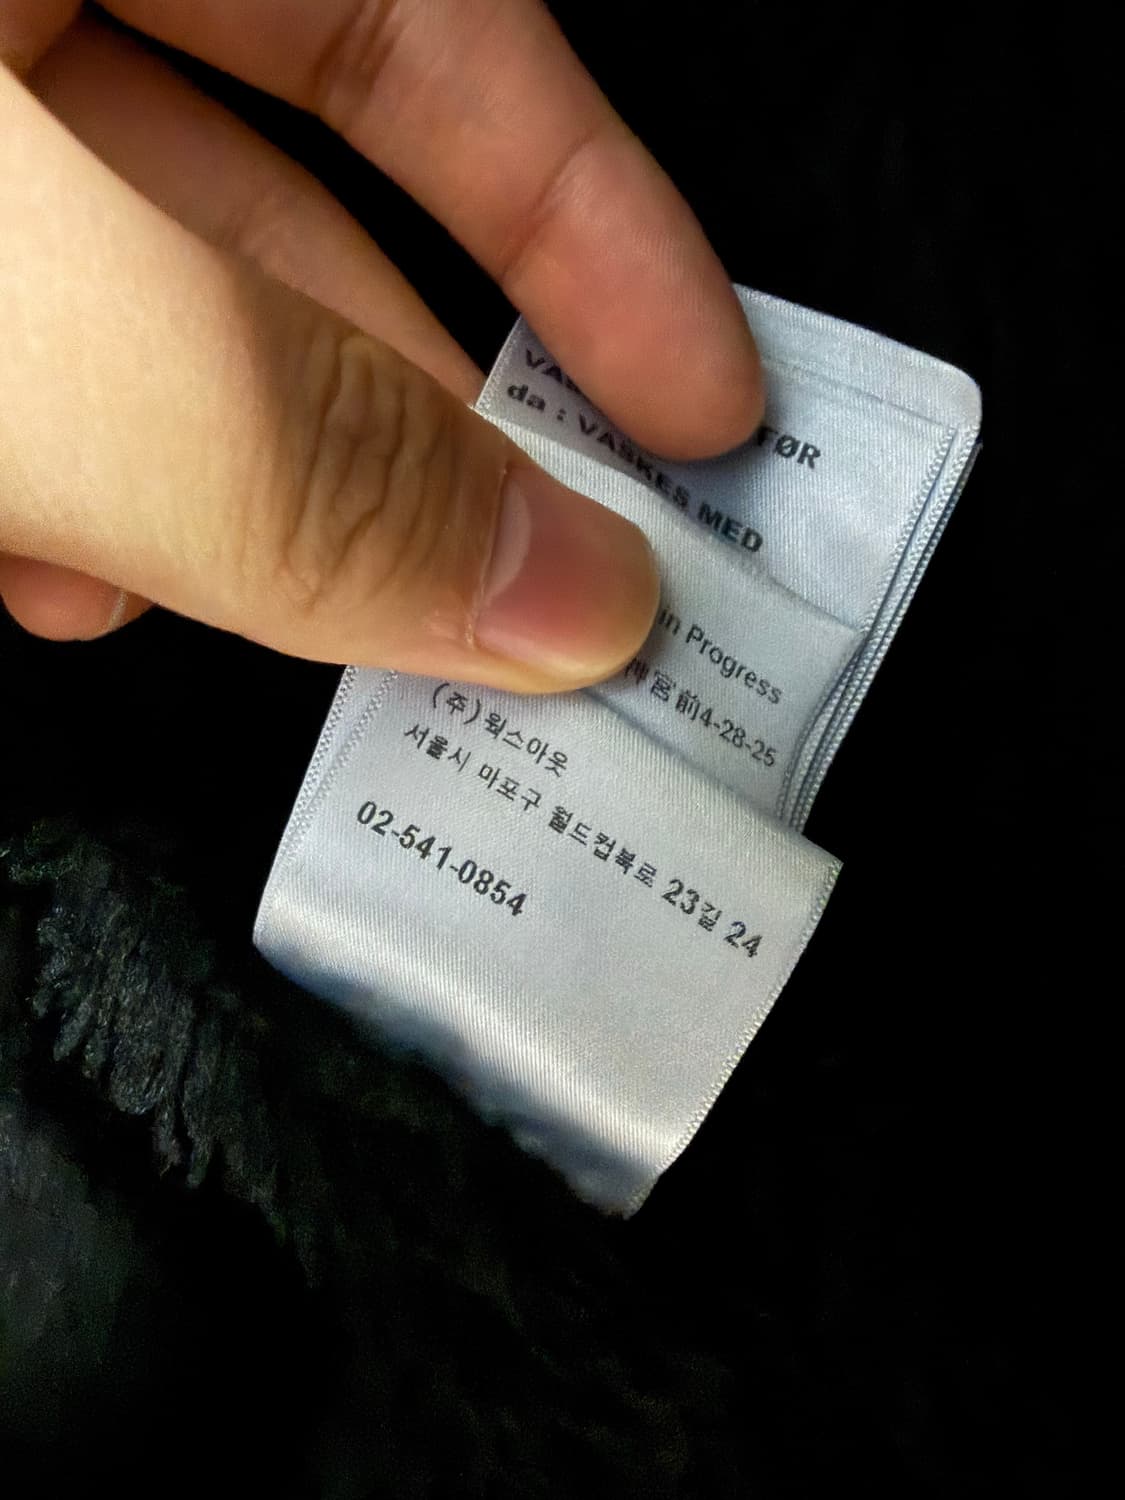 FØR
da : VASKES MED
in Progress
神宮前4-28-25
(주)웍스아웃
서울시 마포구 월드컵북로 23길 24
02-541-0854